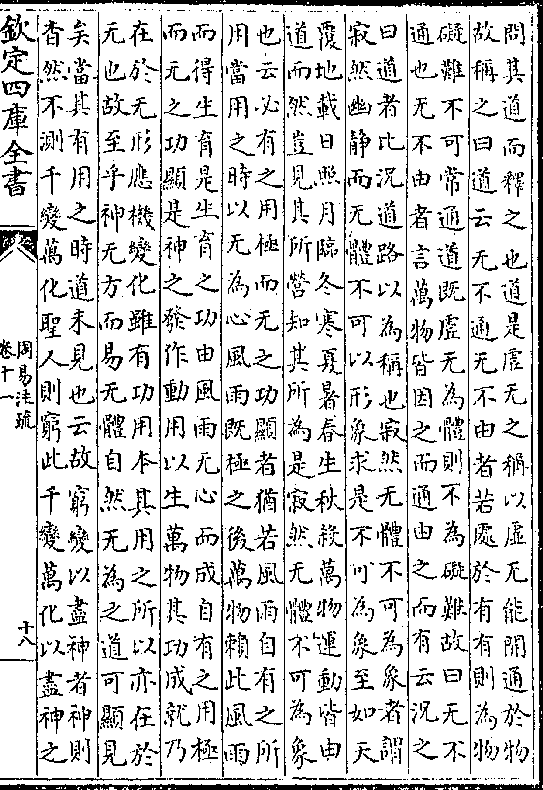 問其道而釋之也道是虛无之稱以虛无能開通於物
故稱之曰道云无不通无不由者若處於有有則為物
礙難不可常通道既虛无為體則不為礙難故曰无不
通也无不由者言萬物皆因之而通由之而有云況之
曰道者比況道路以為稱也寂然无體不可為象者謂
寂然幽静而无體不可以形象求是不可為象至如天
覆地載日照月臨冬寒夏暑春生秋殺萬物運動皆由
道而然豈見其所營知其所為是寂然无體不可為象
也云必有之用極而无之功顯者猶若風雨自有之所
用當用之時以无為心風雨既極之後萬物賴此風雨
而得生育是生育之功由風雨无心而成自有之用極
而无之功顯是神之發作動用以生萬物其功成就乃
在於无形應機變化雖有功用本其用之所以亦在於
无也故至乎神无方而易无體自然无為之道可顯見
矣當其有用之時道未見也云故窮變以盡神者神則
杳然不測千變萬化聖人則窮此千變萬化以盡神之
欽定四庫全書
周易注疏
卷十一
十八